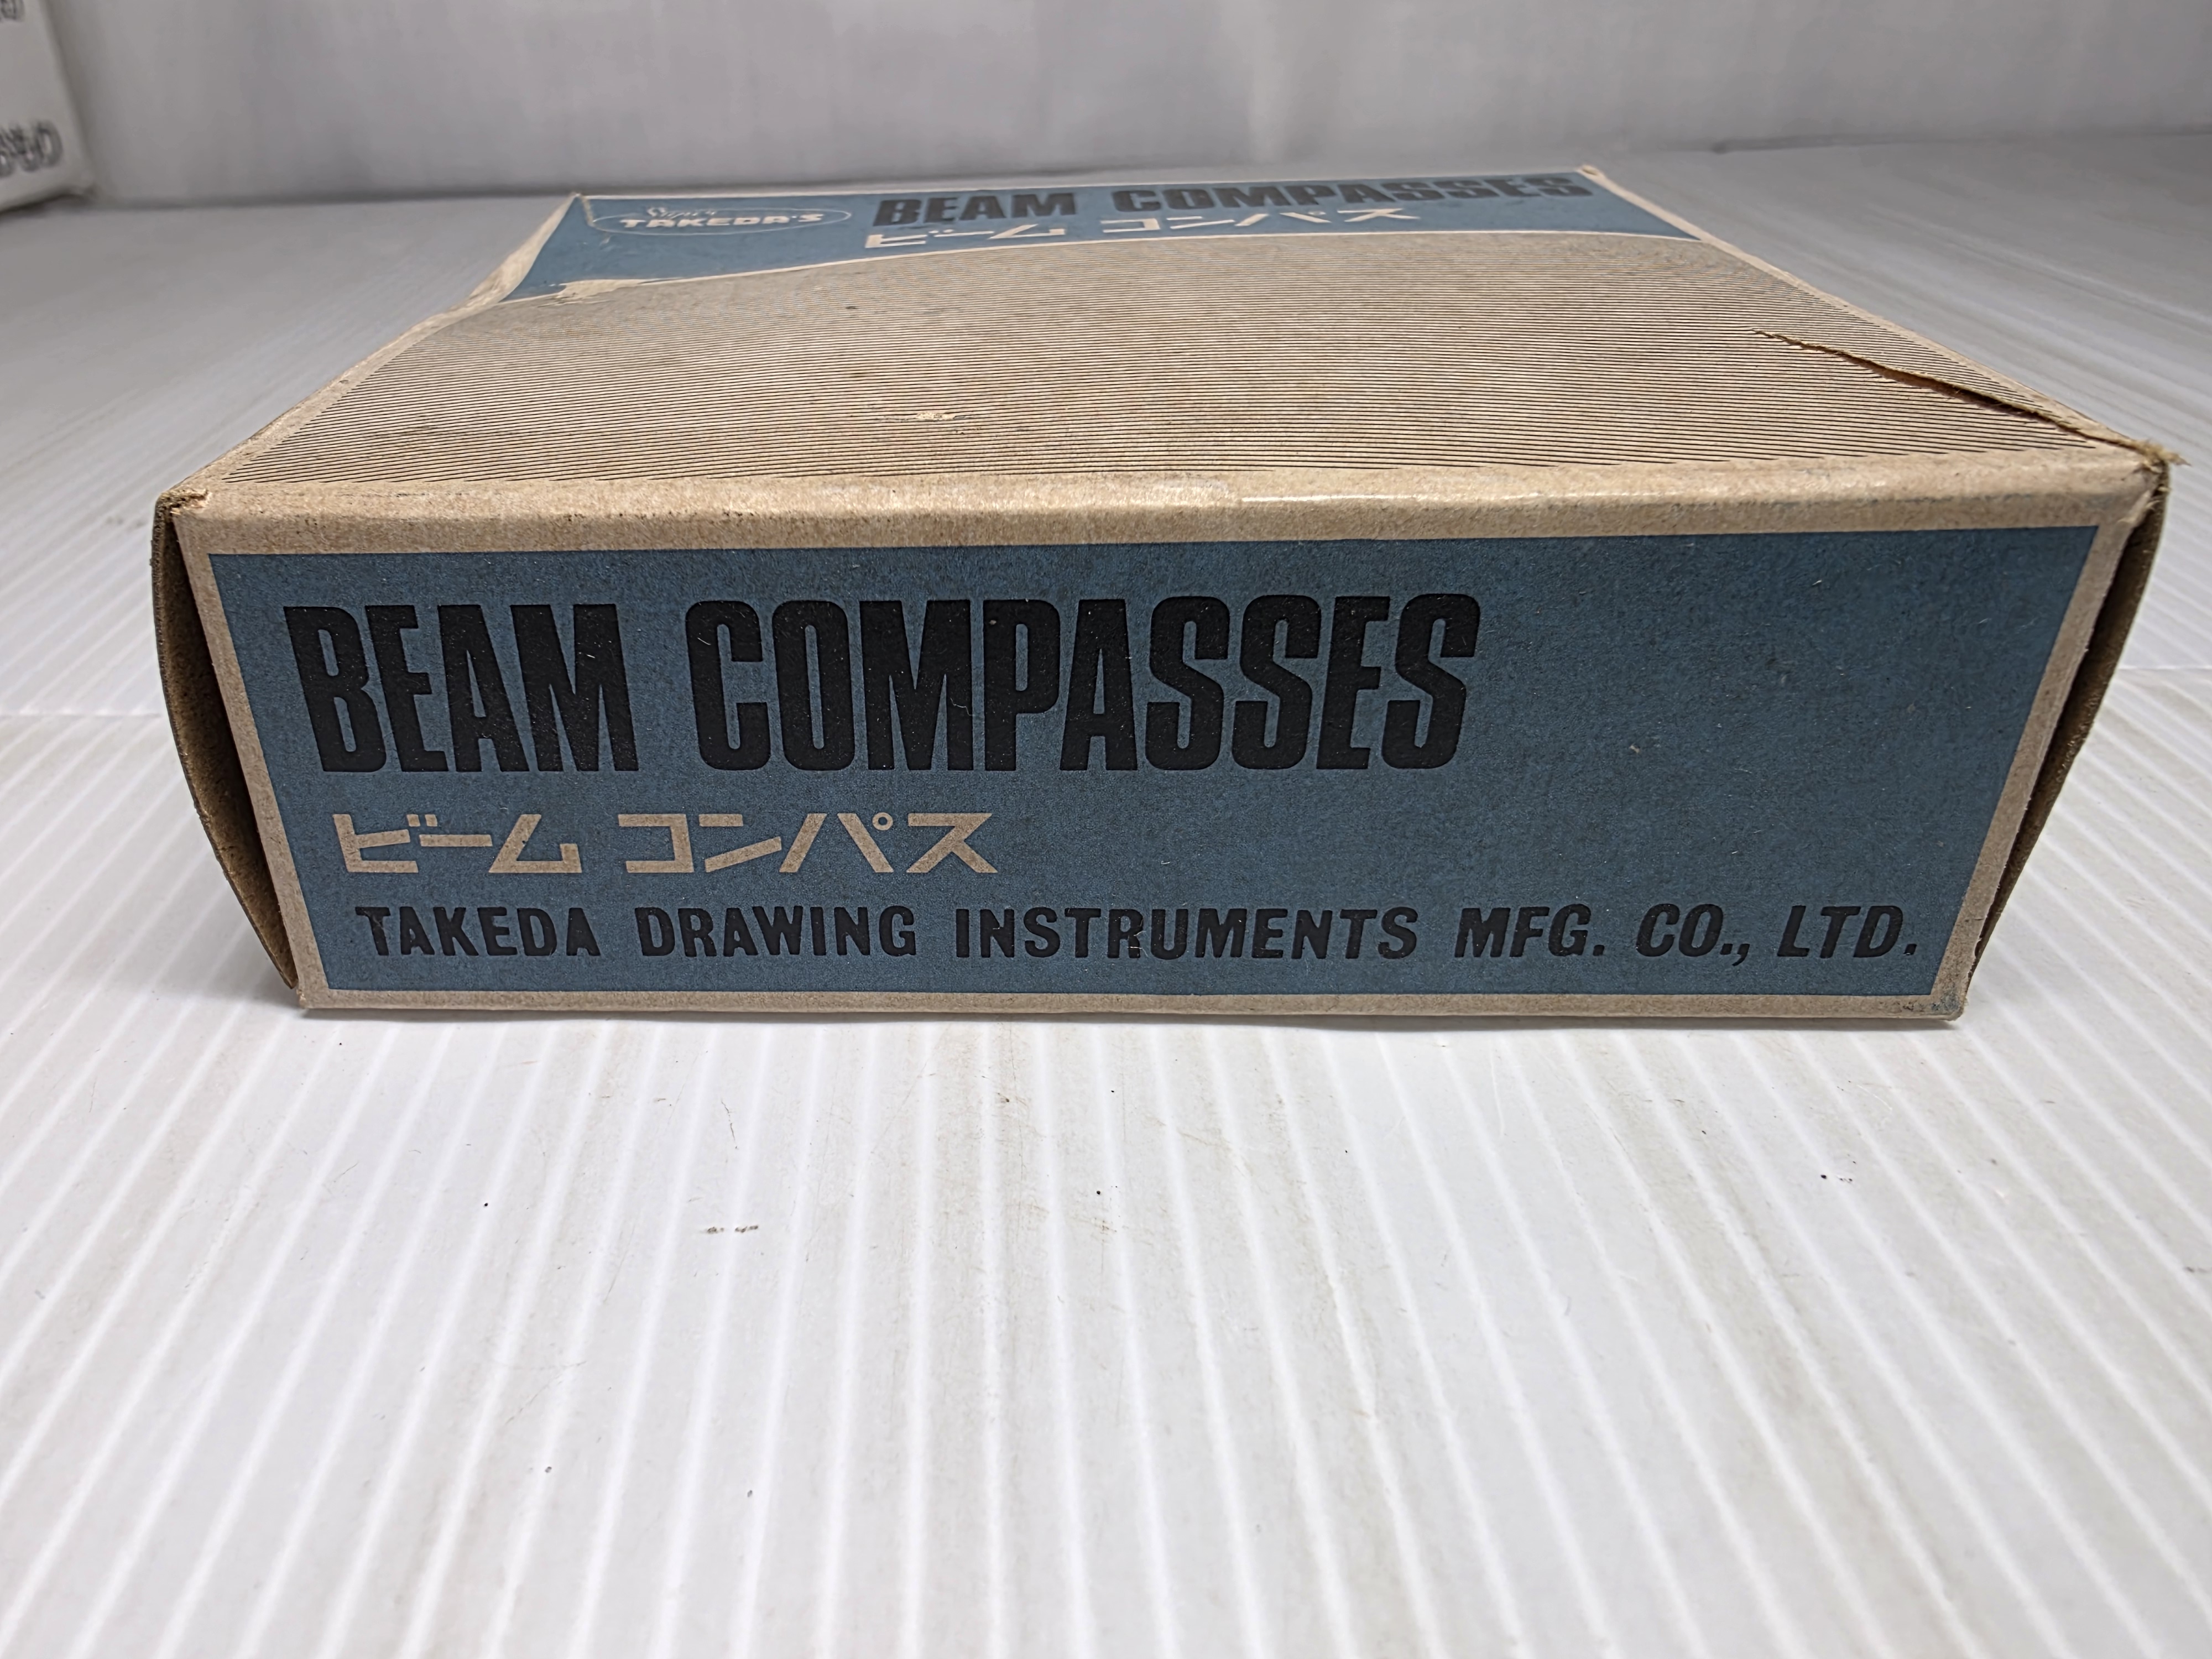 TAKEDA'S
BEAM COMPASSES
ビーム コンパス
BEAM COMPASSES
ビーム コンパス
TAKEDA DRAWING INSTRUMENTS MFG. CO., LTD.